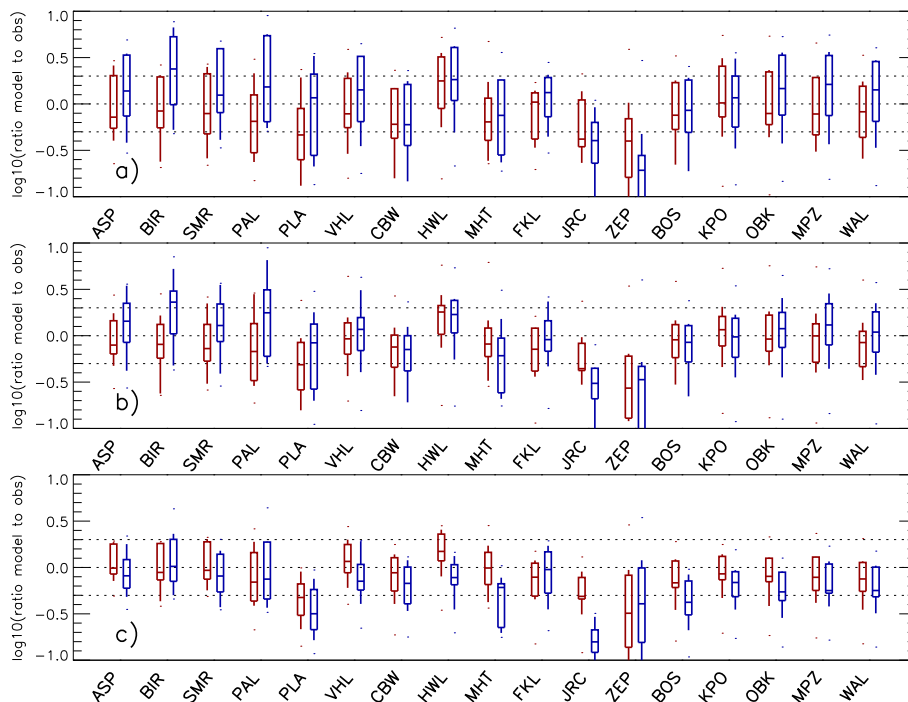 log10(ratio model to obs)
1.0
0.5
0.0
−0.5
−1.0
a)
ASP BIR SMR PAL PLA VHL CBW HWL MHT FKL JRC ZEP BOS KPO OBK MPZ WAL
log10(ratio model to obs)
1.0
0.5
0.0
−0.5
−1.0
b)
ASP BIR SMR PAL PLA VHL CBW HWL MHT FKL JRC ZEP BOS KPO OBK MPZ WAL
log10(ratio model to obs)
1.0
0.5
0.0
−0.5
−1.0
c)
ASP BIR SMR PAL PLA VHL CBW HWL MHT FKL JRC ZEP BOS KPO OBK MPZ WAL